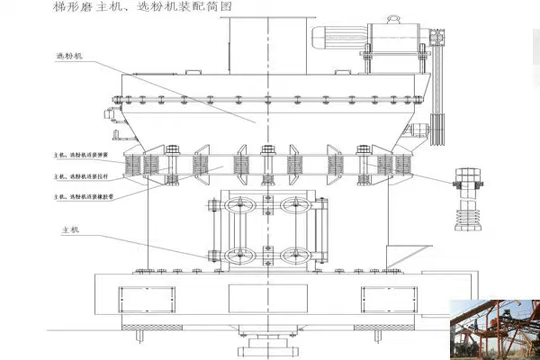 梯形磨主机、选粉机装配简图
选粉机
主机、选粉机连接弹簧
主机、选粉机连接拉杆
主机、选粉机连接橡胶带
主机